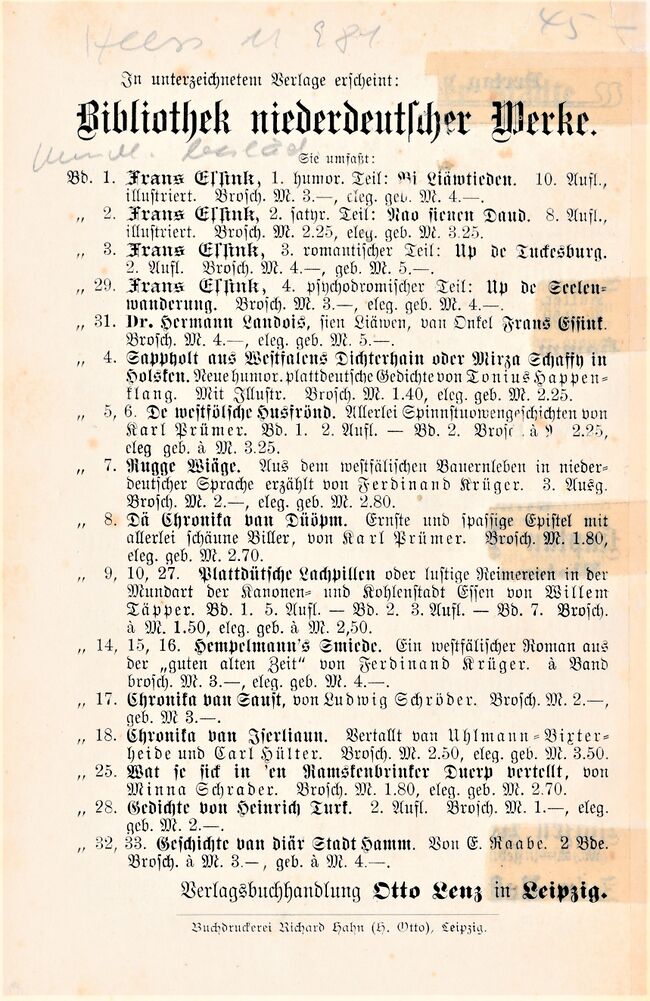 45 –
In unterzeichnetem Verlage erscheint:
Bibliothek niederdeutscher Werke.
Sie umfaßt:
Bd. 1. Frans Essink, 1. humor. Teil: Bi Liäwtieden. 10. Aufl.,
illustriert. Brosch. M. 3.—, eleg. geb. M. 4.—.
„ 2. Frans Essink, 2. satyr. Teil: Nao sienen Daud. 8. Aufl.,
illustriert. Brosch. M. 2.25, eleg. geb. M. 3.25.
„ 3. Frans Essink, 3. romantischer Teil: Up de Tuckesburg.
2. Aufl. Brosch. M. 4.—, geb. M. 5.—.
„ 29. Frans Essink, 4. psychodromischer Teil: Up de Seelen-
wanderung. Brosch. M. 3.—, eleg. geb. M. 4.—.
„ 31. Dr. Hermann Landois, sien Liäwen, van Onkel Frans Essink.
Brosch. M. 4.—, eleg. geb. M. 5.—.
„ 4. Sappholt aus Westfalens Dichterhain oder Mirza Schaffy in
Holsken. Neue humor. plattdeutsche Gedichte von Tonius Happen-
klang. Mit Illustr. Brosch. M. 1.40, eleg. geb. M. 2.25.
„ 5, 6. De westfölsche Husfrönd. Allerlei Spinnstuowengeschichten von
Karl Prümer. Bd. 1. 2. Aufl. — Bd. 2. Brosch. à M. 2.25,
eleg geb. à M. 3.25.
„ 7. Rugge Wiäge. Aus dem westfälischen Bauernleben in nieder-
deutscher Sprache erzählt von Ferdinand Krüger. 3. Ausg.
Brosch. M. 2.—, eleg. geb. M. 2.80.
„ 8. Dä Chronika van Düöpm. Ernste und spassige Epistel mit
allerlei schäune Biller, von Karl Prümer. Brosch. M. 1.80,
eleg. geb. M. 2.70.
„ 9, 10, 27. Plattdütsche Lachpillen oder lustige Reimereien in der
Mundart der Kanonen- und Kohlenstadt Essen von Willem
Täpper. Bd. 1. 5. Aufl. — Bd. 2. 3. Aufl. — Bd. 7. Brosch.
à M. 1.50, eleg. geb. à M. 2,50.
„ 14, 15, 16. Hempelmann's Smiede. Ein westfälischer Roman aus
der „guten alten Zeit“ von Ferdinand Krüger. à Band
brosch. M. 3.—, eleg. geb. M. 4.—.
„ 17. Chronika van Saust, von Ludwig Schröder. Brosch. M. 2.—,
geb. M 3.—.
„ 18. Chronika van Iserliaun. Vertallt van Uhlmann-Bixter-
heide und Carl Hülter. Brosch. M. 2.50, eleg. geb. M. 3.50.
„ 25. Wat se sick in 'en Ramskenbrinker Duerp vertellt, von
Minna Schrader. Brosch. M. 1.80, eleg. geb. M. 2.70.
„ 28. Gedichte von Heinrich Turk. 2. Aufl. Brosch. M. 1.—, eleg.
geb. M. 2.—.
„ 32, 33. Geschichte van diär Stadt Hamm. Von E. Raabe. 2 Bde.
Brosch. à M. 3.—, geb. à M. 4.—.
Verlagsbuchhandlung Otto Lenz in Leipzig.
Buchdruckerei Richard Hahn (H. Otto), Leipzig.